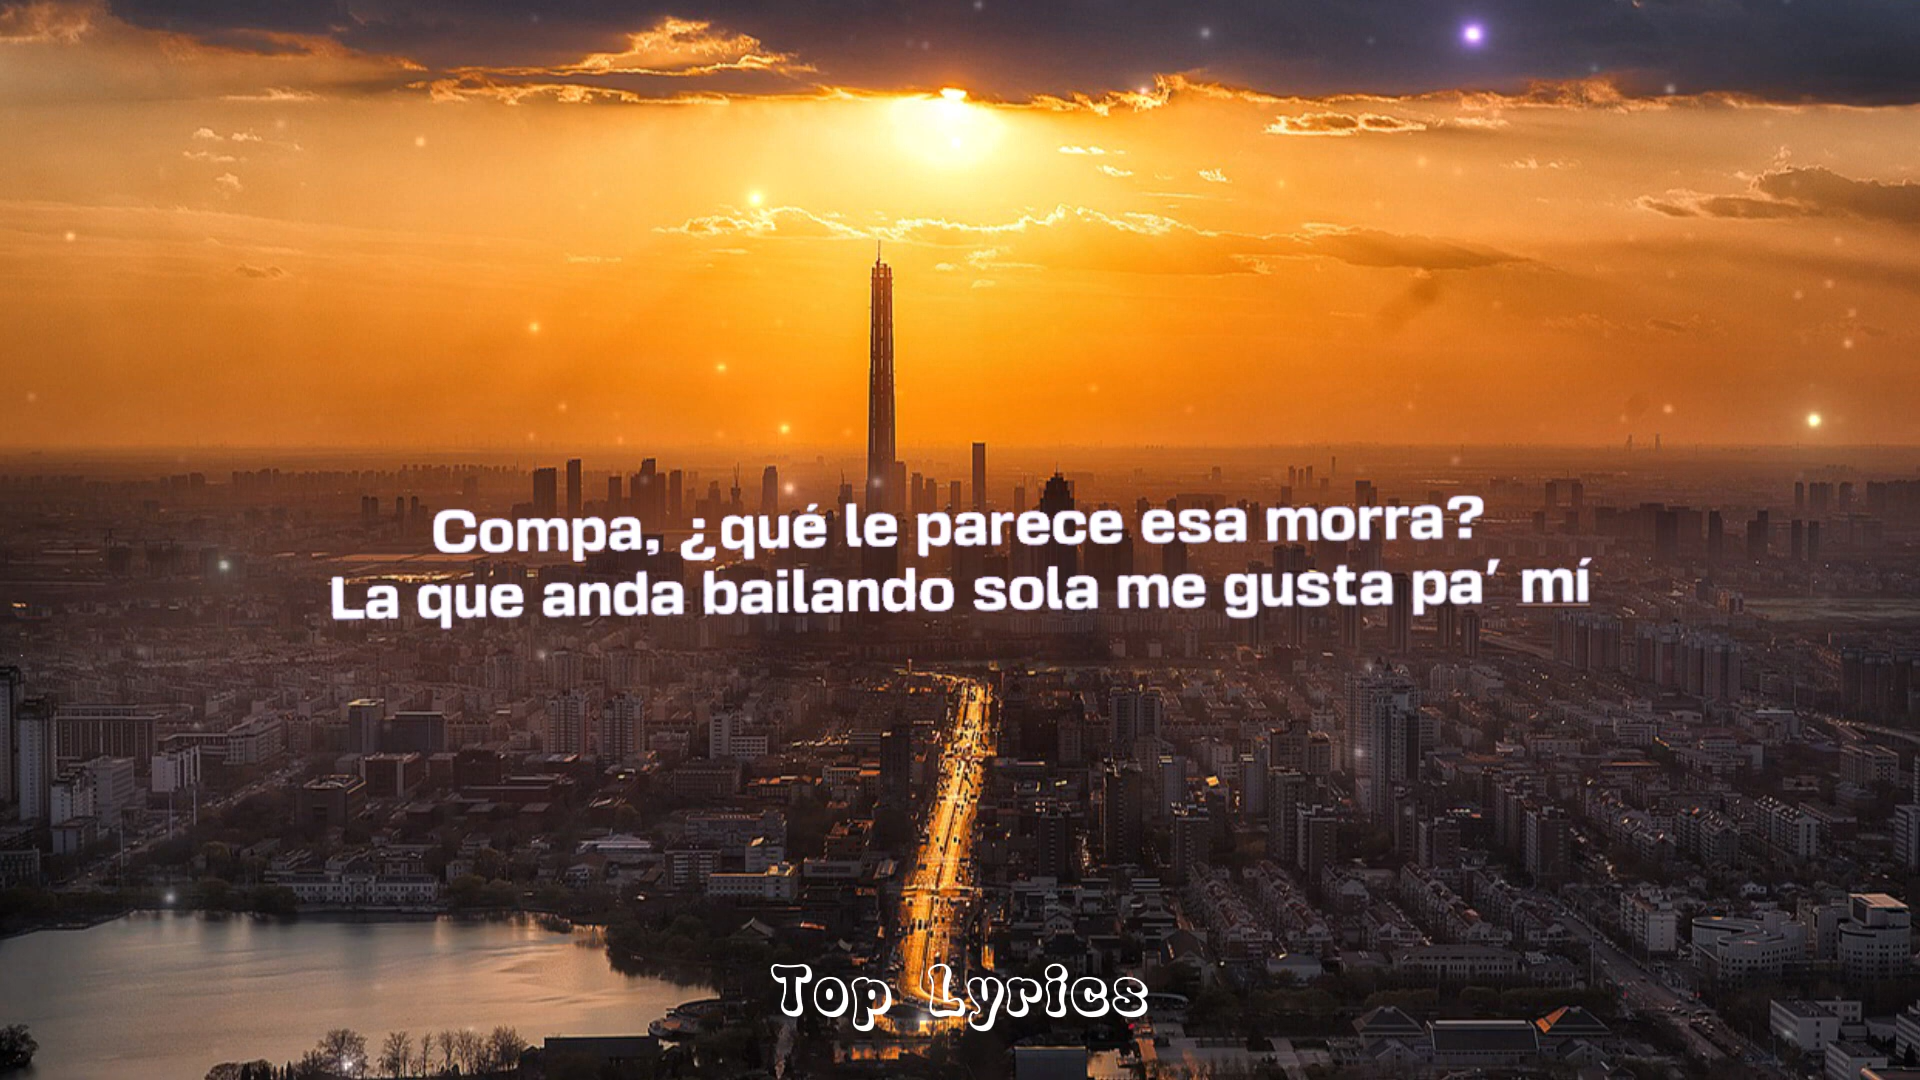 Compa, ¿qué le parece esa morra?
La que anda bailando sola me gusta pa’ mí
Top Lyrics